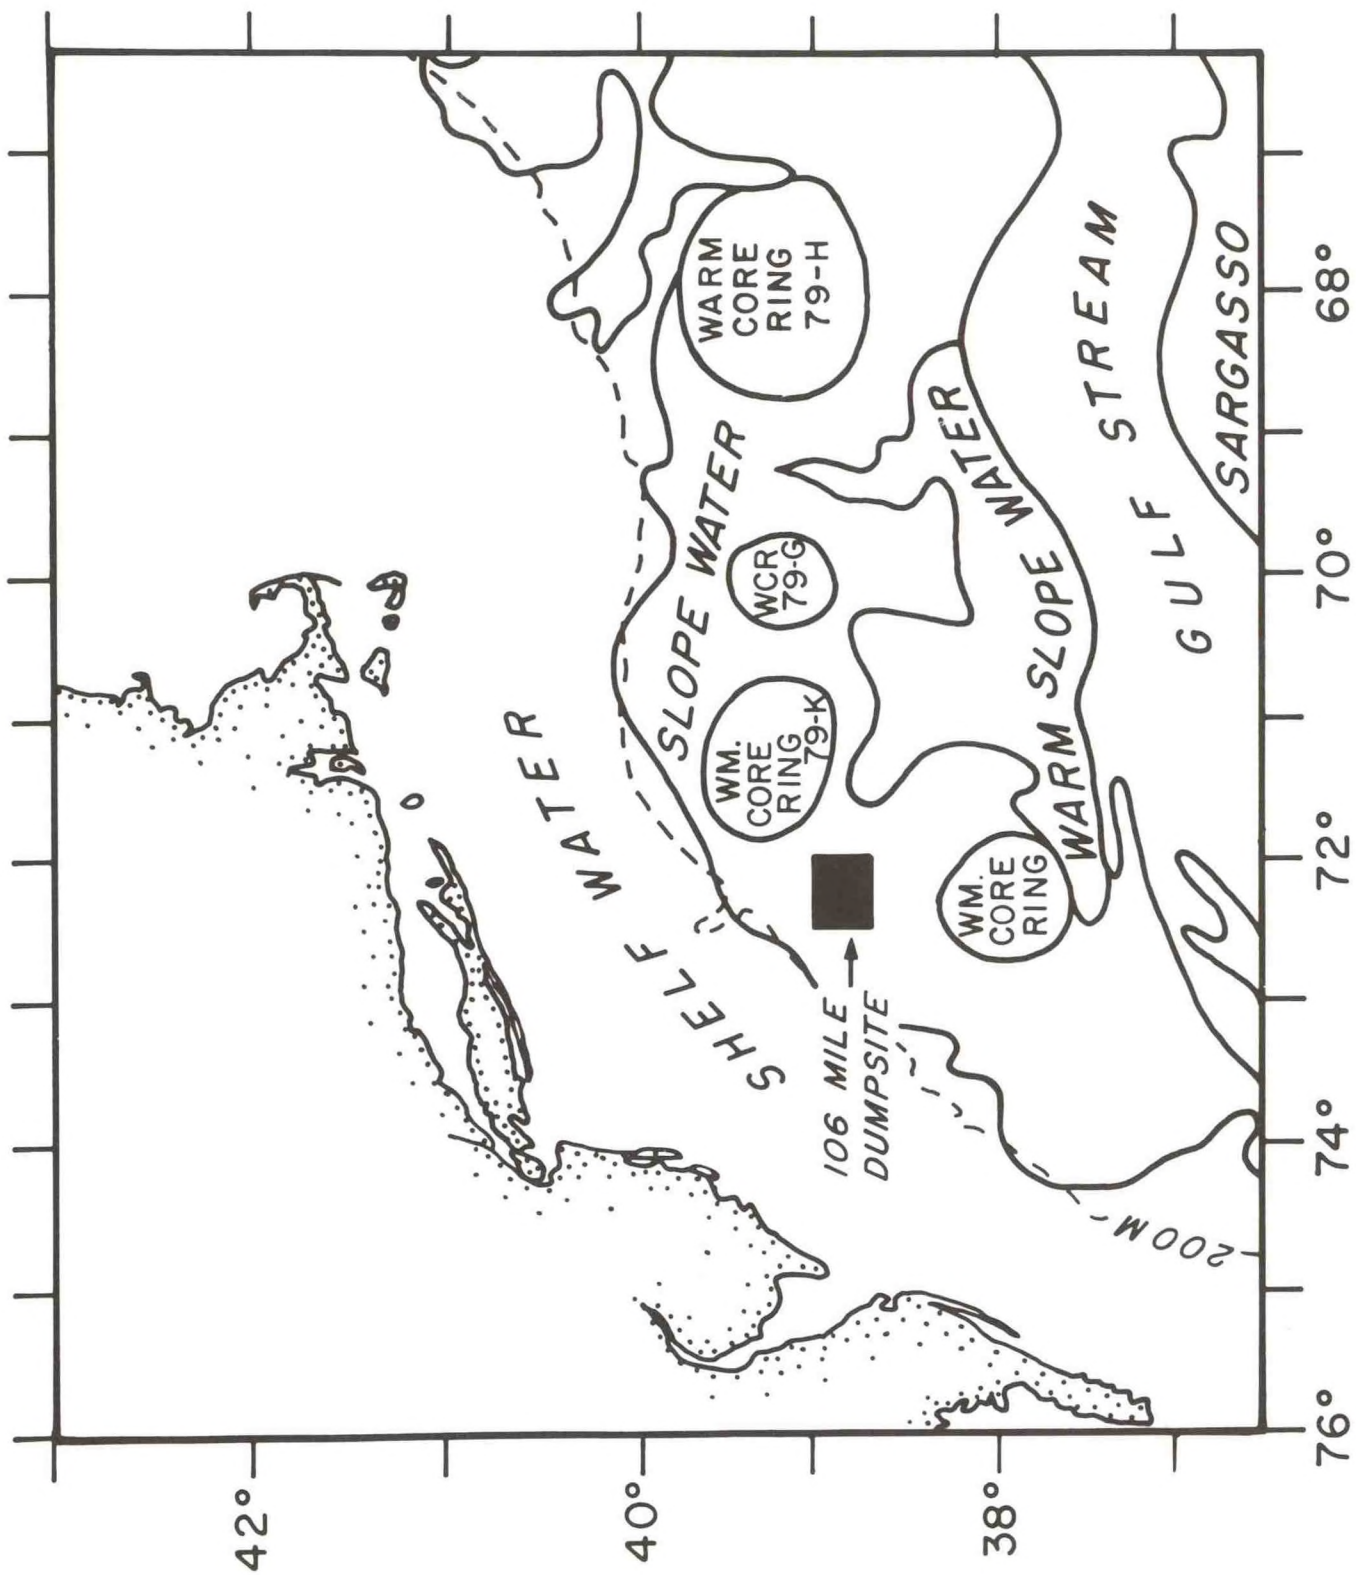 42°
40°
38°
76°
74°
72°
70°
68°
SHELF WATER
SLOPE WATER
WARM
CORE
RING
79-H
WCR
79-G
WM.
CORE
RING
79-K
106 MILE
DUMPSITE
WM.
CORE
RING
WARM SLOPE WATER
GULF STREAM
SARGASSO
200M